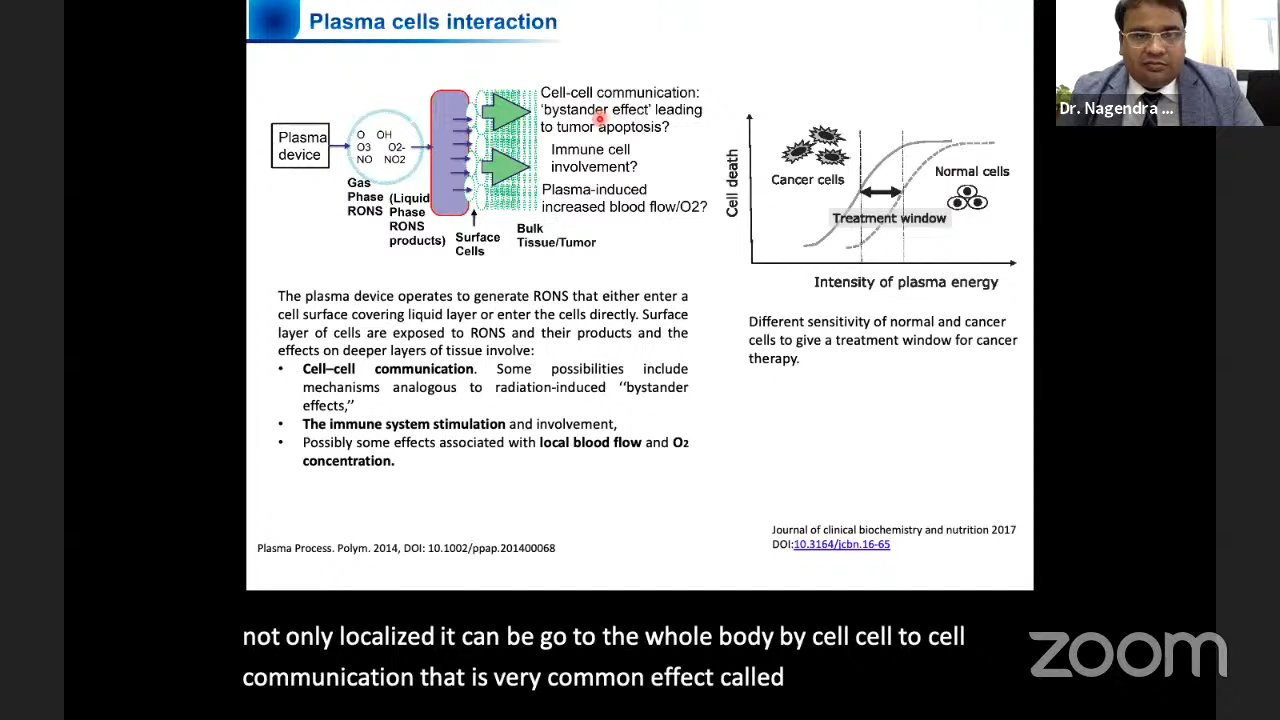 Plasma cells interaction
Plasma
device
O OH
O3 O2-
NO NO2
Gas
Phase
RONS
(Liquid
Phase
RONS
products)
Surface
Cells
Bulk
Tissue/Tumor
Cell-cell communication:
‘bystander effect’ leading
to tumor apoptosis?
Immune cell
involvement?
Plasma-induced
increased blood flow/O2?
Cell death
Cancer cells
Normal cells
Treatment window
Intensity of plasma energy
The plasma device operates to generate RONS that either enter a
cell surface covering liquid layer or enter the cells directly. Surface
layer of cells are exposed to RONS and their products and the
effects on deeper layers of tissue involve:
• Cell–cell communication. Some possibilities include
mechanisms analogous to radiation-induced ‘‘bystander
effects,’’
• The immune system stimulation and involvement,
• Possibly some effects associated with local blood flow and O2
concentration.
Different sensitivity of normal and cancer
cells to give a treatment window for cancer
therapy.
Plasma Process. Polym. 2014, DOI: 10.1002/ppap.201400068
Journal of clinical biochemistry and nutrition 2017
DOI:10.3164/jcbn.16-65
Dr. Nagendra ...
not only localized it can be go to the whole body by cell cell to cell
communication that is very common effect called
zoom